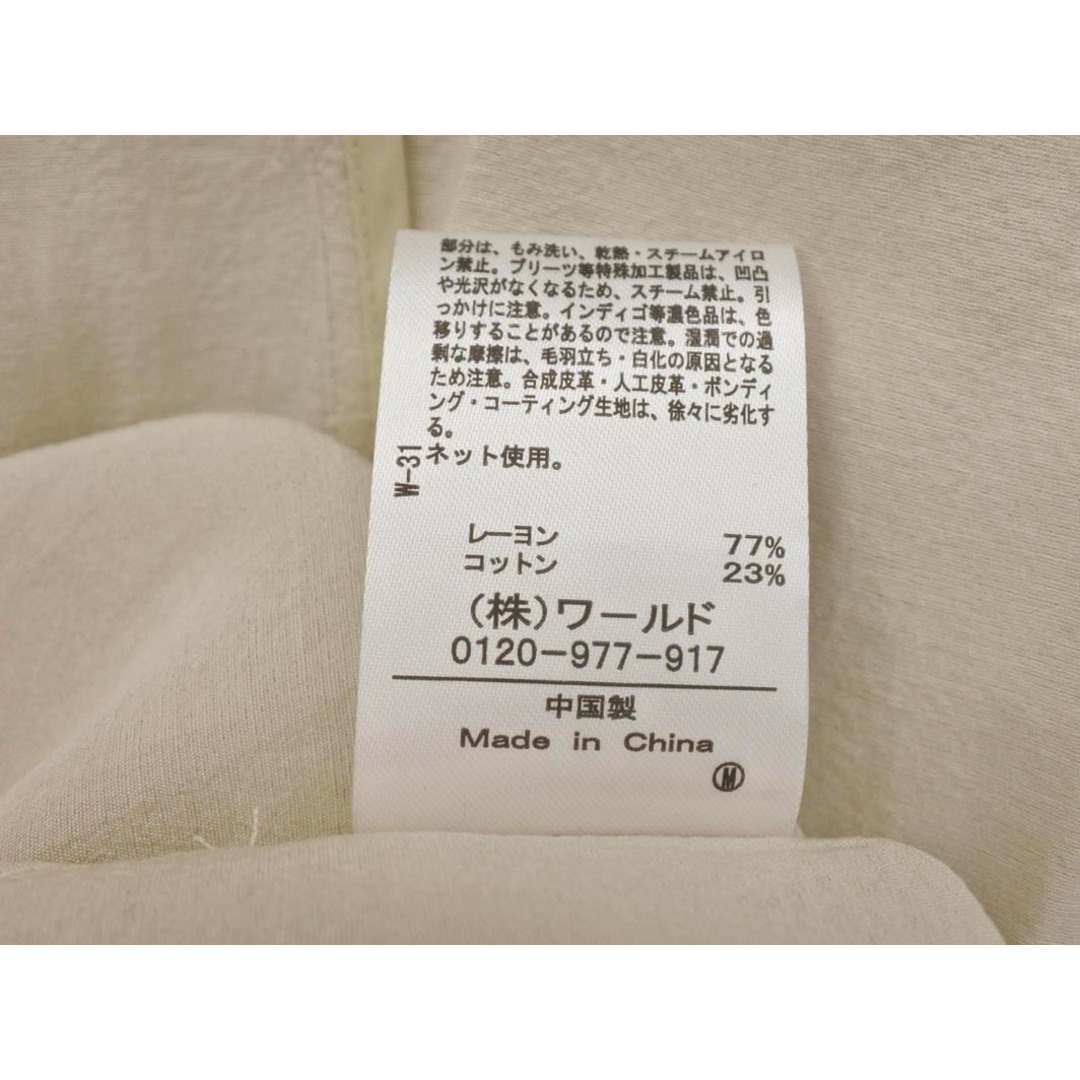 部分は、もみ洗い、乾熱・スチームアイロ
ン禁止。プリーツ等特殊加工製品は、凹凸
や光沢がなくなるため、スチーム禁止。引
っかけに注意。インディゴ等濃色品は、色
移りすることがあるので注意。湿潤での過
剰な摩擦は、毛羽立ち・白化の原因となる
ため注意。合成皮革・人工皮革・ボンディ
ング・コーティング生地は、徐々に劣化す
る。
ネット使用。
W-31
レーヨン 77%
コットン 23%
(株)ワールド
0120-977-917
中国製
Made in China
M